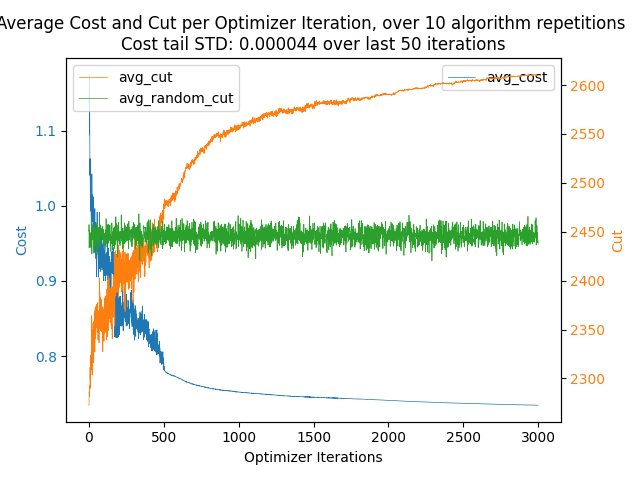 Average Cost and Cut per Optimizer Iteration, over 10 algorithm repetitions
Cost tail STD: 0.000044 over last 50 iterations
avg_cut
avg_random_cut
avg_cost
1.1
1.0
0.9
0.8
Cost
2600
2550
2500
2450
2400
2350
2300
Cut
0 500 1000 1500 2000 2500 3000
Optimizer Iterations